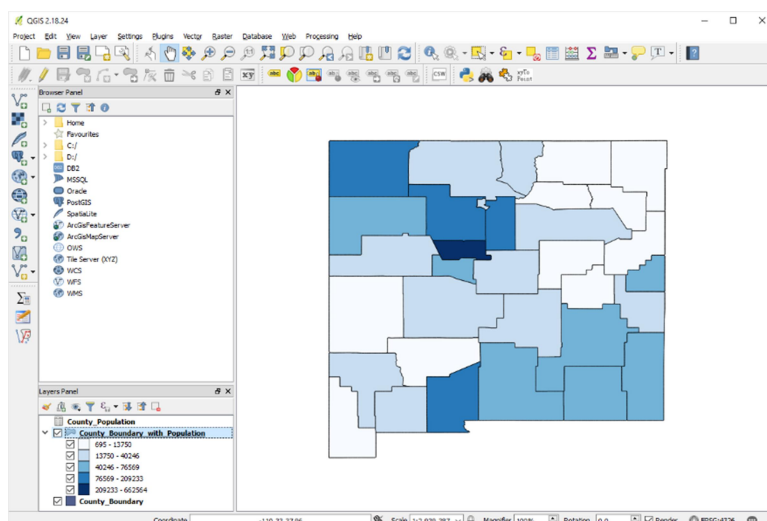 QGIS 2.18.24
Project Edit View Layer Settings Plugins Vector Raster Database Web Processing Help
Browser Panel
Home
Favourites
C:/
D:/
DB2
MSSQL
Oracle
PostGIS
SpatiaLite
ArcGisFeatureServer
ArcGisMapServer
OWS
Tile Server (XYZ)
WCS
WFS
WMS
Layers Panel
County_Population
County_Boundary_with_Population
695 - 13750
13750 - 40246
40246 - 76569
76569 - 209233
209233 - 662564
County_Boundary
Coordinate Scale Magnifier 100% Rotation 0.0 Render EPSG:4326